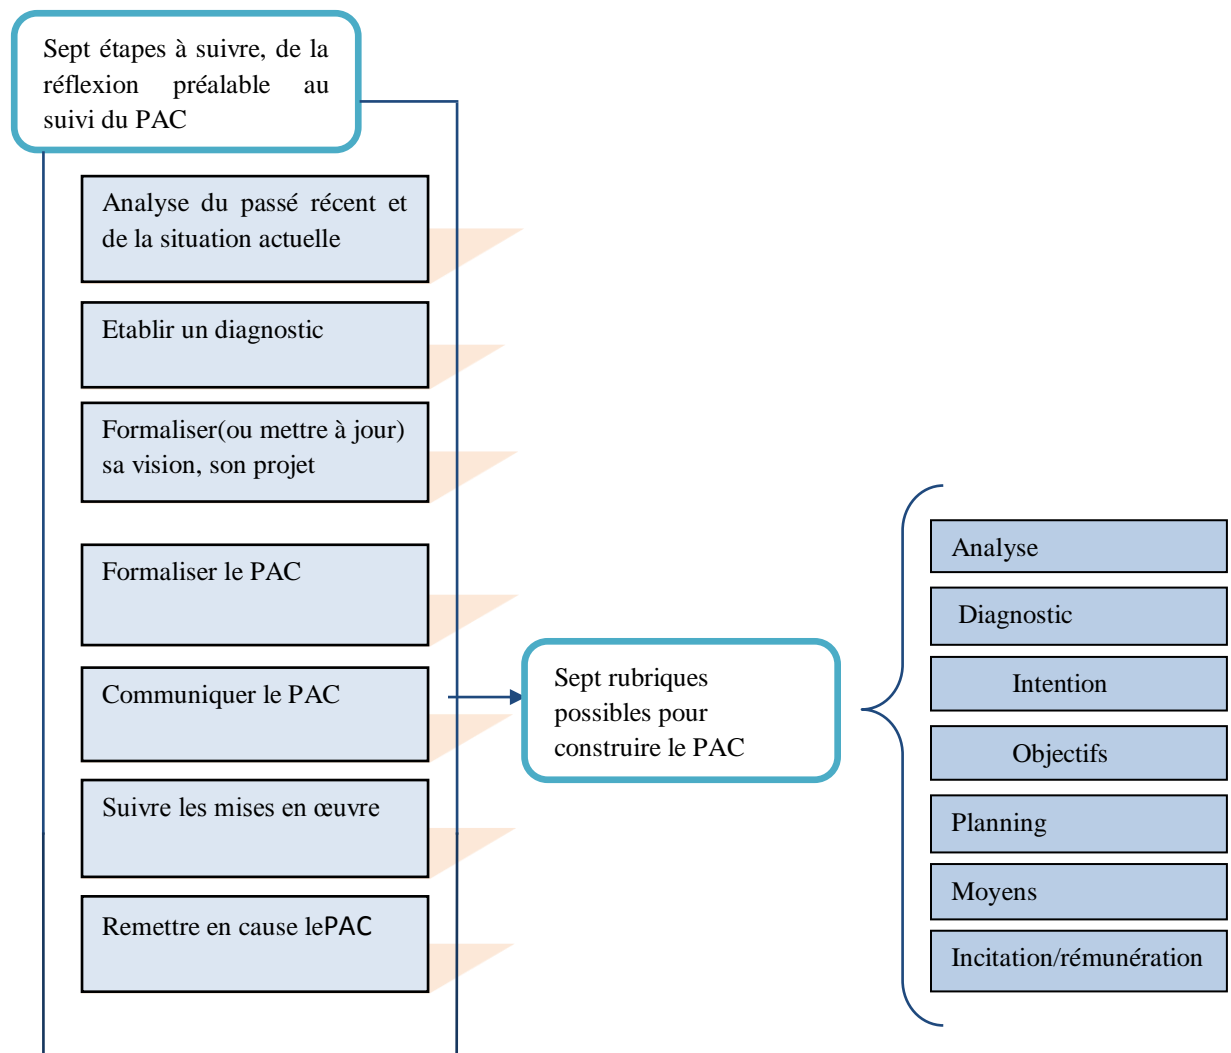 Sept étapes à suivre, de la
réflexion préalable au
suivi du PAC
Analyse du passé récent et
de la situation actuelle
Etablir un diagnostic
Formaliser(ou mettre à jour)
sa vision, son projet
Formaliser le PAC
Communiquer le PAC
Suivre les mises en œuvre
Remettre en cause lePAC
Sept rubriques
possibles pour
construire le PAC
Analyse
Diagnostic
Intention
Objectifs
Planning
Moyens
Incitation/rémunération